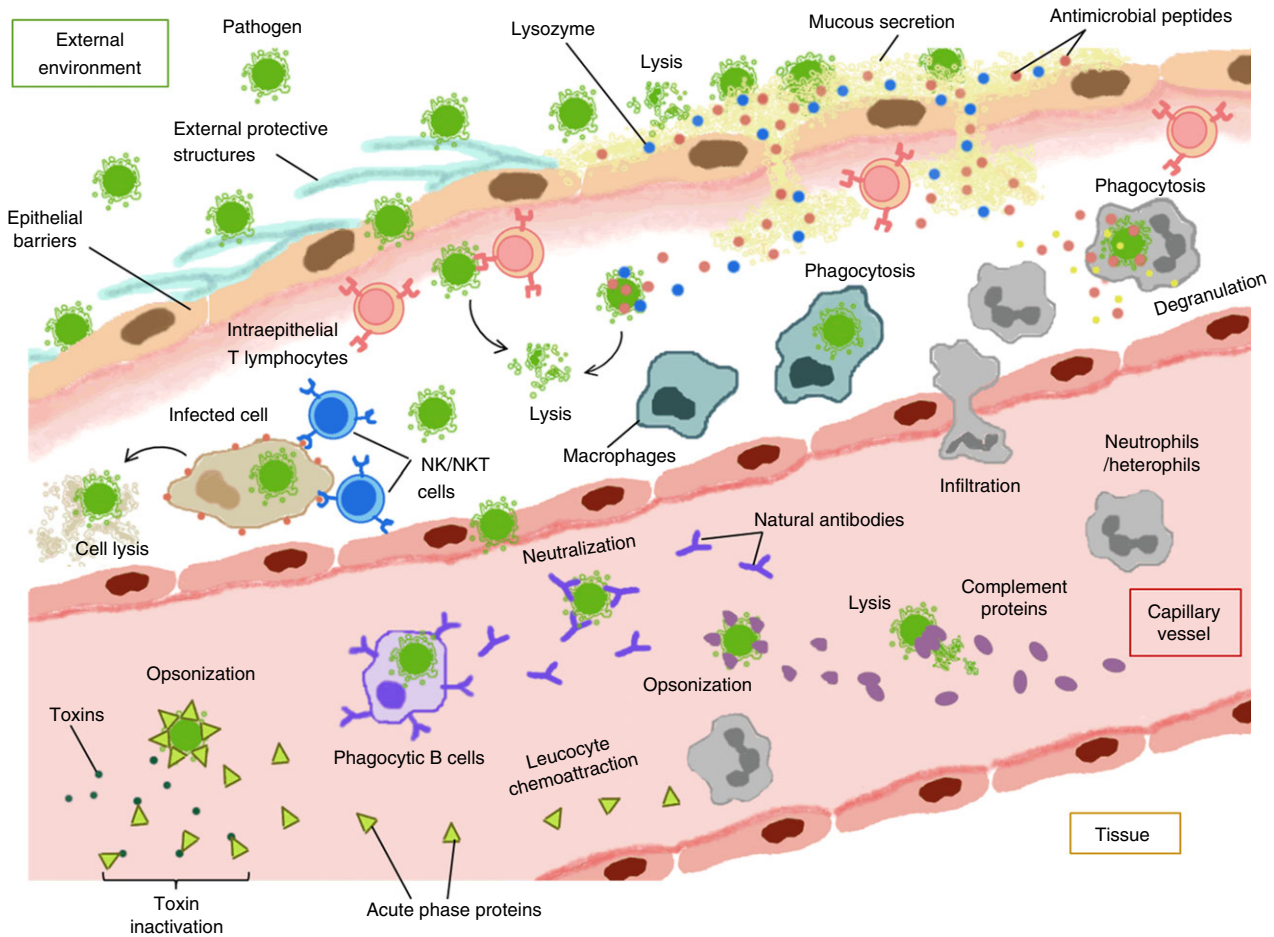 External
environment
Pathogen
Lysozyme
Mucous secretion
Antimicrobial peptides
Lysis
External protective
structures
Epithelial
barriers
Phagocytosis
Phagocytosis
Degranulation
Intraepithelial
T lymphocytes
Infected cell
Lysis
NK/NKT
cells
Macrophages
Infiltration
Neutrophils
/heterophils
Cell lysis
Natural antibodies
Neutralization
Lysis
Complement
proteins
Capillary
vessel
Opsonization
Opsonization
Toxins
Phagocytic B cells
Leucocyte
chemoattraction
Tissue
Toxin
inactivation
Acute phase proteins